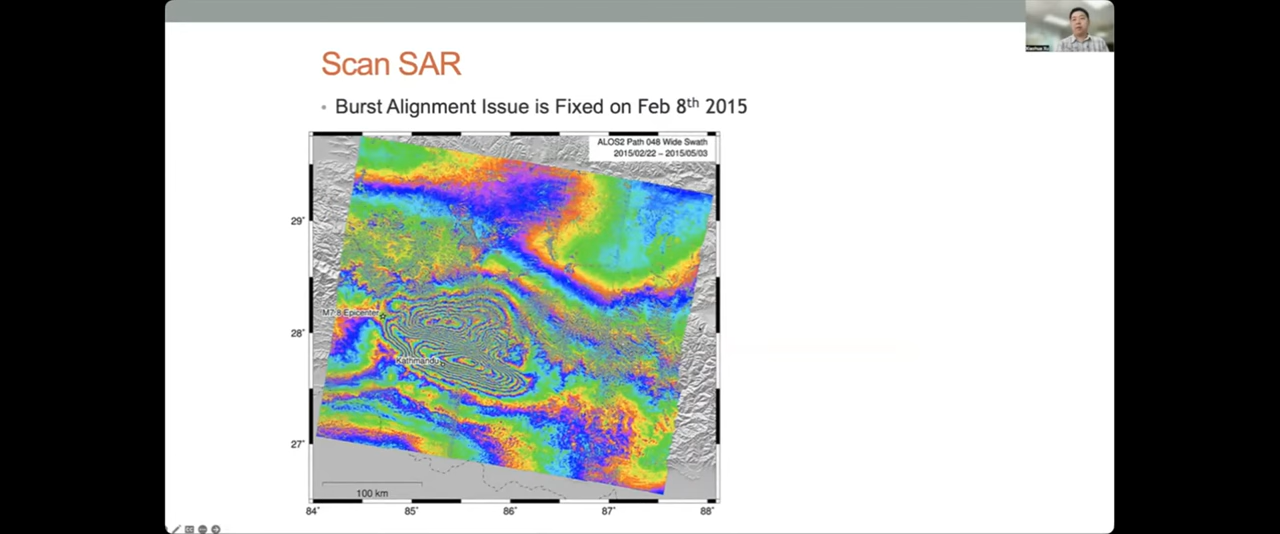 Scan SAR
• Burst Alignment Issue is Fixed on Feb 8th 2015
ALOS2 Path 048 Wide Swath
2015/02/22 – 2015/05/03
29°
M7.8 Epicenter
28°
Kathmandu
27°
100 km
84° 85° 86° 87° 88°